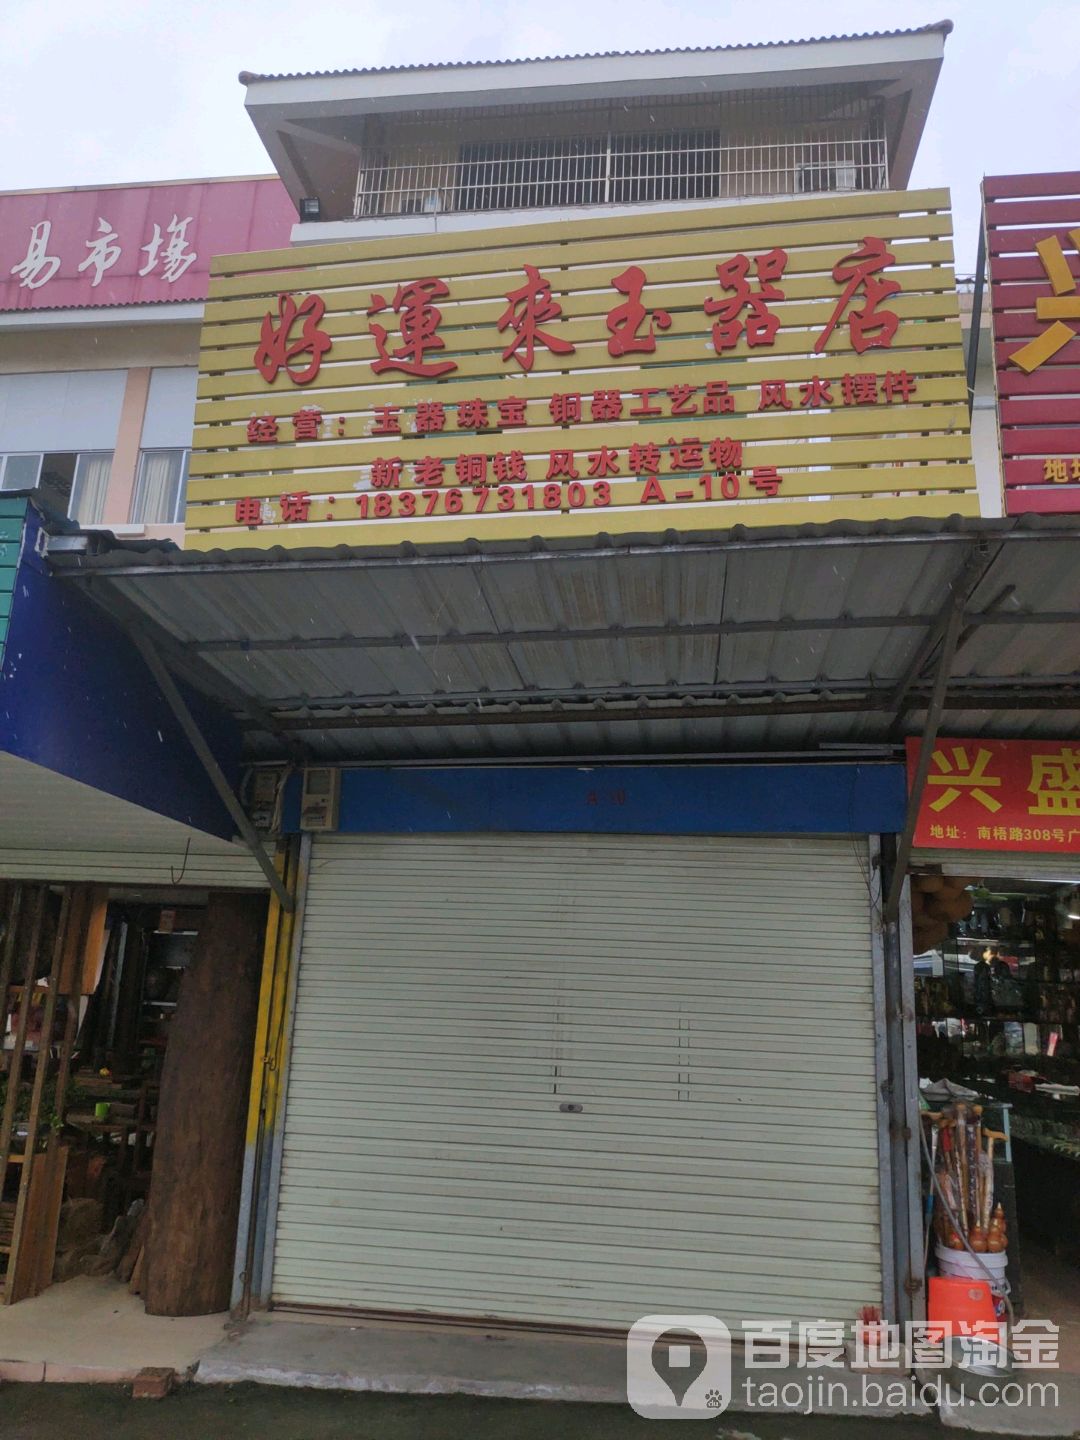 易市場
好運來玉器店
经营：玉器珠宝 铜器工艺品 风水摆件
新老铜钱 风水转运物
电话：18376731803 A-10号
兴
地址
A-10
兴盛
地址：南梧路308号广
百度地图淘金
taojin.baidu.com